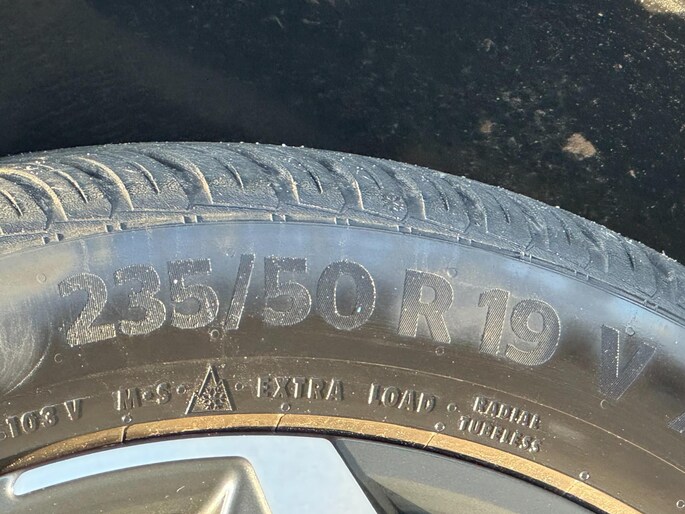 235/50 R 19 V
103 V M·S EXTRA LOAD RADIAL
TUBELESS